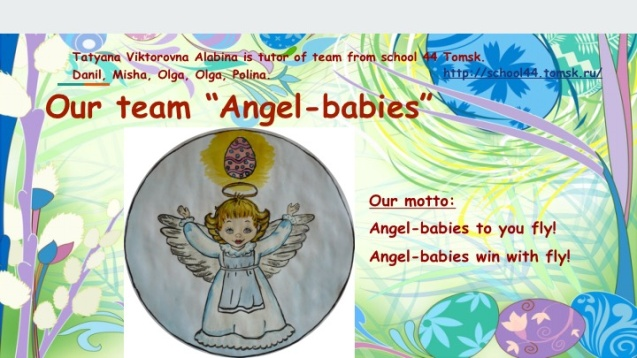 Tatyana Viktorovna Alabina is tutor of team from school 44 Tomsk.
Danil, Misha, Olga, Olga, Polina. http://school44.tomsk.ru/
Our team “Angel-babies”
Our motto:
Angel-babies to you fly!
Angel-babies win with fly!